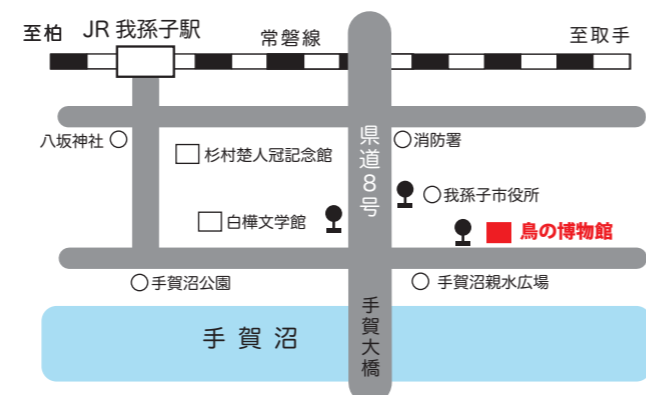 至柏
JR 我孫子駅
常磐線
至取手
八坂神社
杉村楚人冠記念館
県道8号
消防署
我孫子市役所
白樺文学館
鳥の博物館
手賀沼公園
手賀沼親水広場
手賀沼
手賀大橋